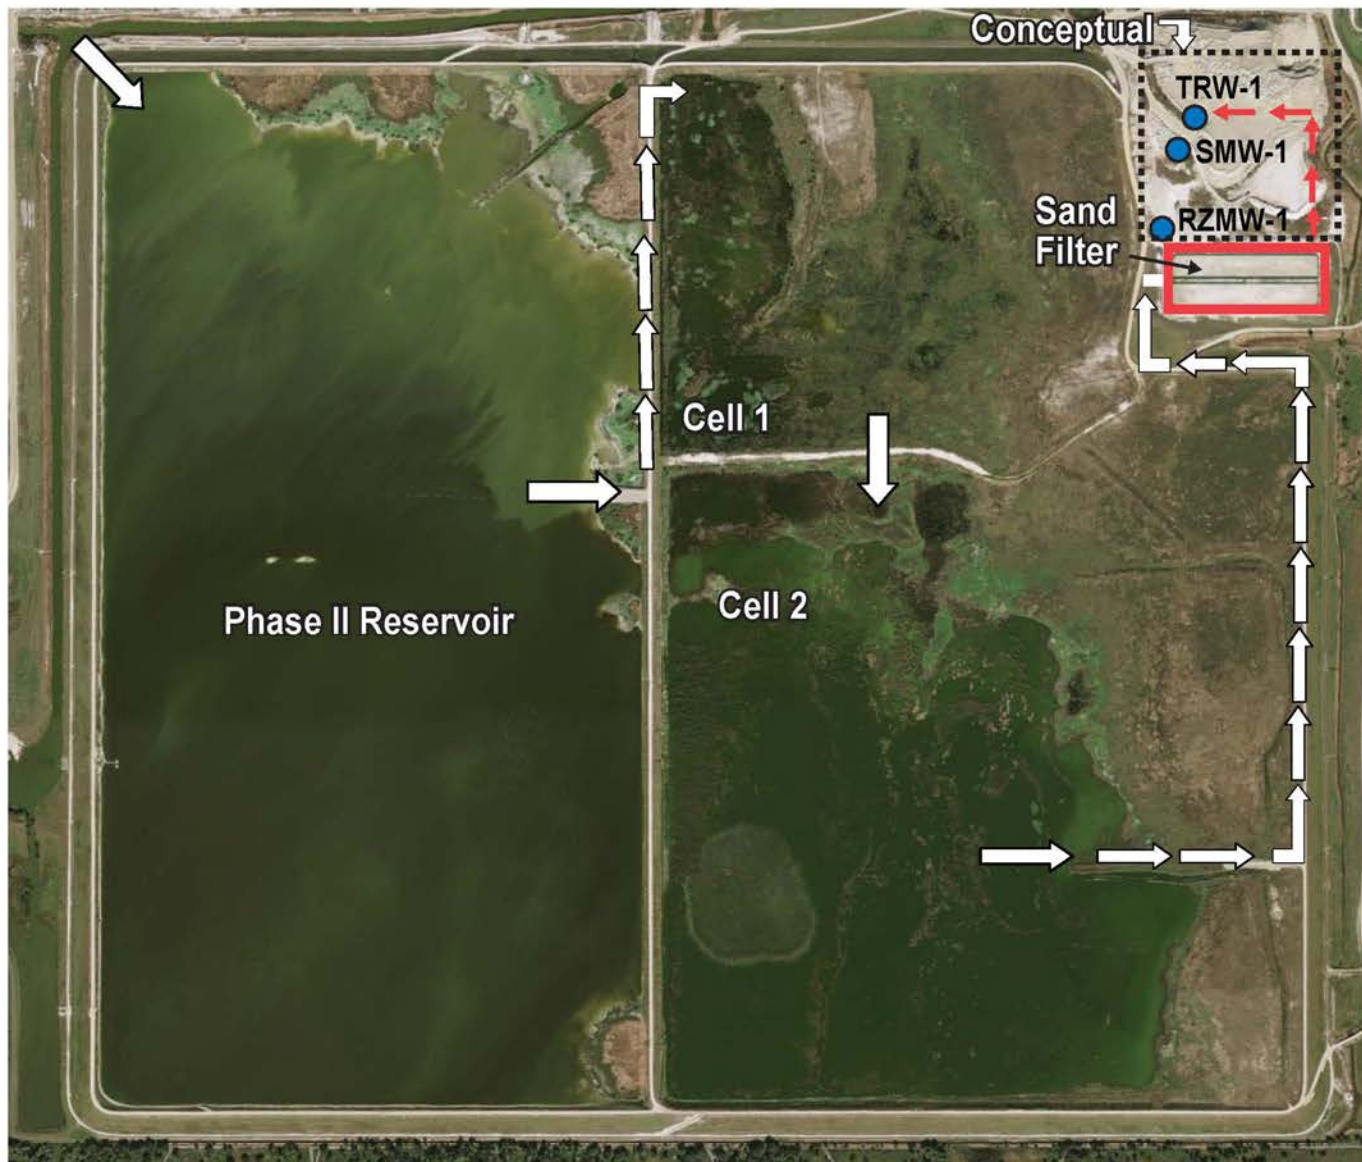 Conceptual
TRW-1
SMW-1
RZMW-1
Sand
Filter
Cell 1
Cell 2
Phase II Reservoir